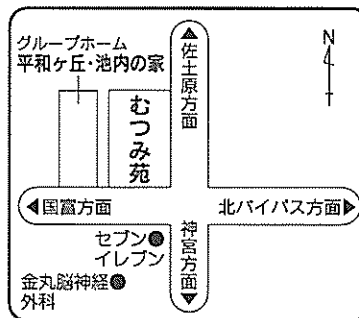 グループホーム
平和ヶ丘・池内の家
むつみ苑
▲佐土原方面
N
◀国富方面
北バイパス方面▶
神宮方面▼
セブン
イレブン
金丸脳神経
外科